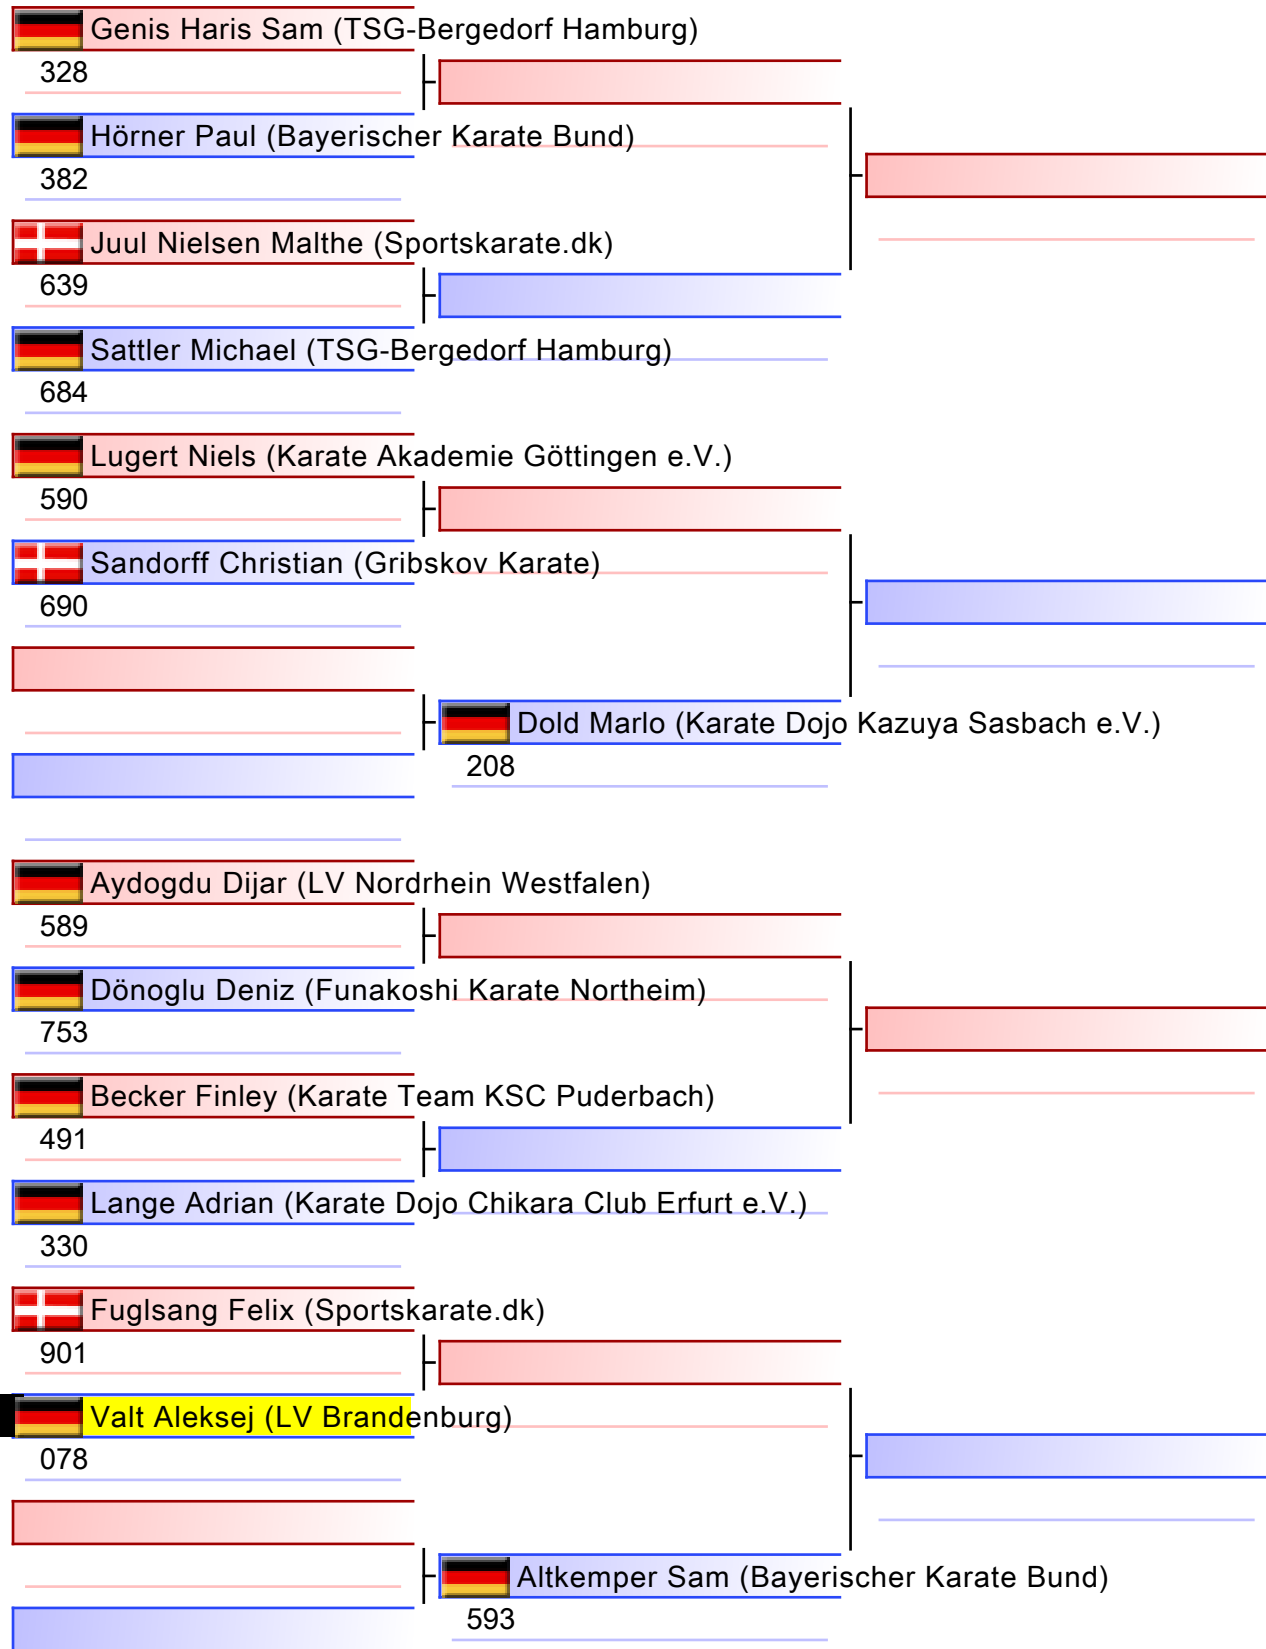 Genis Haris Sam (TSG-Bergedorf Hamburg)
328
Hörner Paul (Bayerischer Karate Bund)
382
Juul Nielsen Malthe (Sportskarate.dk)
639
Sattler Michael (TSG-Bergedorf Hamburg)
684
Lugert Niels (Karate Akademie Göttingen e.V.)
590
Sandorff Christian (Gribskov Karate)
690
Dold Marlo (Karate Dojo Kazuya Sasbach e.V.)
208
Aydogdu Dijar (LV Nordrhein Westfalen)
589
Dönoglu Deniz (Funakoshi Karate Northeim)
753
Becker Finley (Karate Team KSC Puderbach)
491
Lange Adrian (Karate Dojo Chikara Club Erfurt e.V.)
330
Fuglsang Felix (Sportskarate.dk)
901
Valt Aleksej (LV Brandenburg)
078
Altkemper Sam (Bayerischer Karate Bund)
593